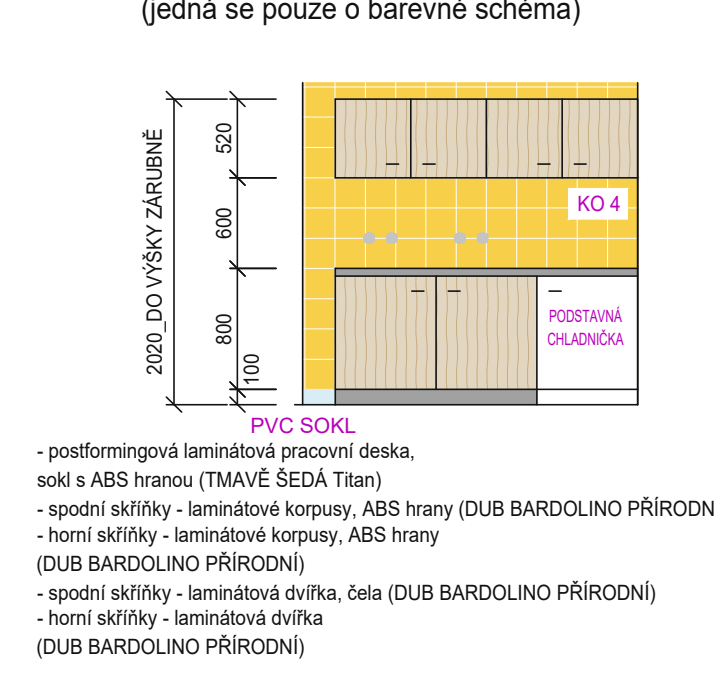 (jedná se pouze o barevné schéma)
2020_DO VÝŠKY ZÁRUBNĚ
520
600
800
100
KO 4
PODSTAVNÁ
CHLADNIČKA
PVC SOKL
- postformingová laminátová pracovní deska,
sokl s ABS hranou (TMAVĚ ŠEDÁ Titan)
- spodní skříňky - laminátové korpusy, ABS hrany (DUB BARDOLINO PŘÍRODN
- horní skříňky - laminátové korpusy, ABS hrany
(DUB BARDOLINO PŘÍRODNÍ)
- spodní skříňky - laminátová dvířka, čela (DUB BARDOLINO PŘÍRODNÍ)
- horní skříňky - laminátová dvířka
(DUB BARDOLINO PŘÍRODNÍ)